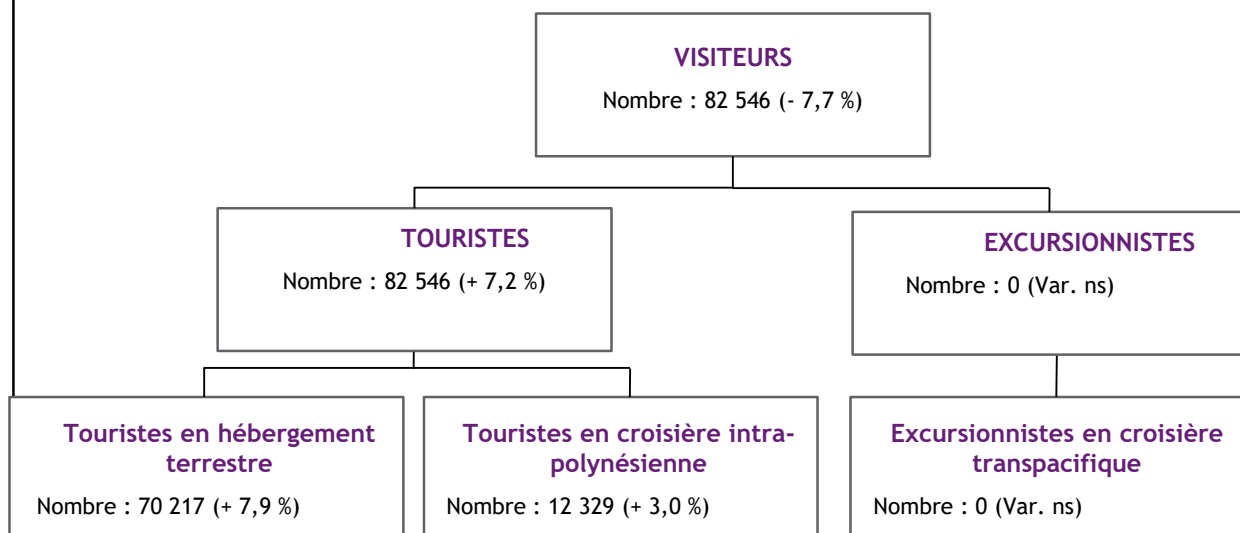 VISITEURS
Nombre : 82 546 (- 7,7 %)
TOURISTES
Nombre : 82 546 (+ 7,2 %)
EXCURSIONNISTES
Nombre : 0 (Var. ns)
Touristes en hébergement
terrestre
Nombre : 70 217 (+ 7,9 %)
Touristes en croisière intra-
polynésienne
Nombre : 12 329 (+ 3,0 %)
Excursionnistes en croisière
transpacifique
Nombre : 0 (Var. ns)